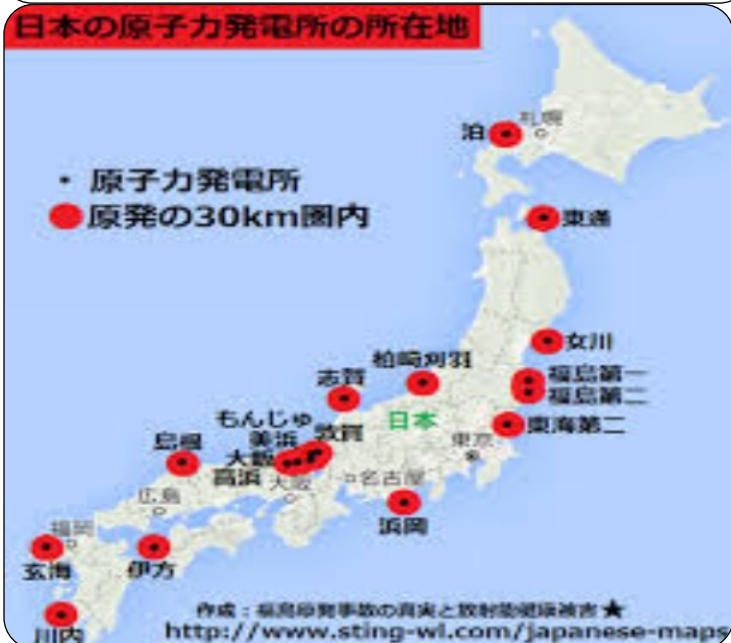 日本の原子力発電所の所在地
泊
札幌
・ 原子力発電所
原発の30km圏内
東通
女川
柏崎刈羽
福島第一
志賀
福島第二
日本
もんじゅ
敦賀
東海第二
美浜
島根
東京
大飯
高浜
大阪
名古屋
広島
浜岡
福岡
玄海
伊方
川内
作成:福島原発事故の真実と放射能健康被害★
http://www.sting-wl.com/japanese-maps